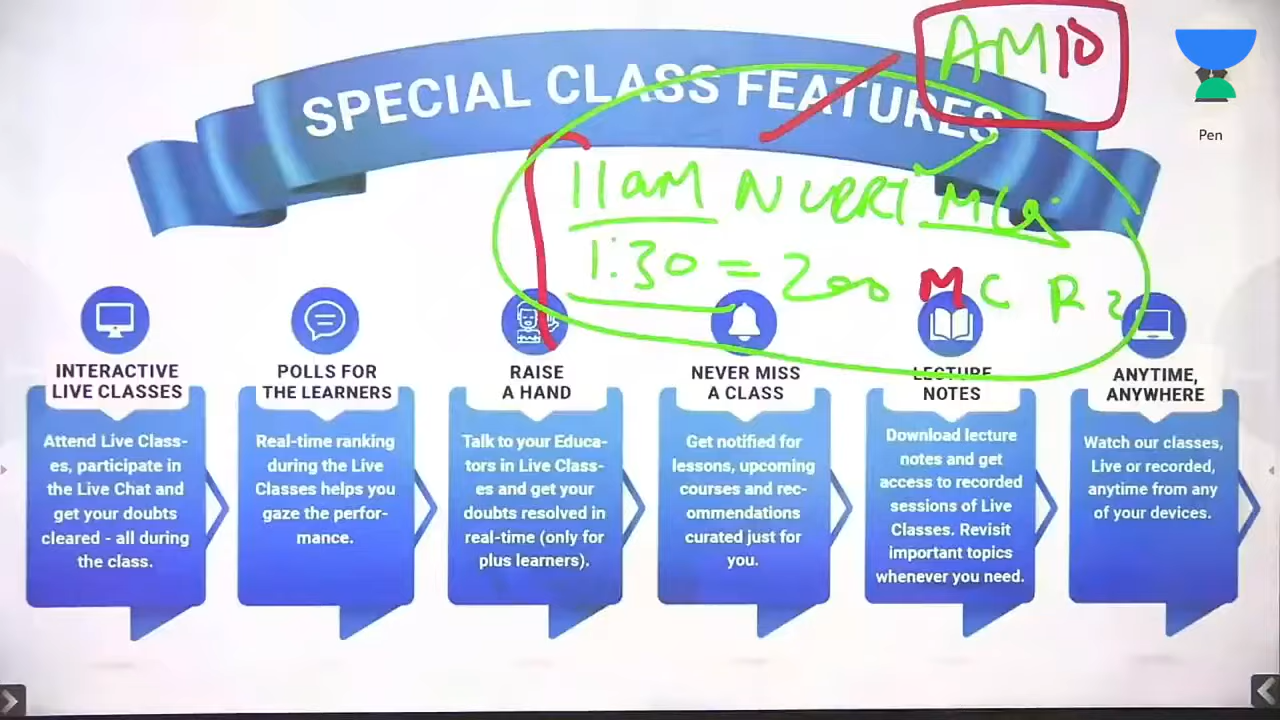 AM10
Pen
SPECIAL CLASS FEATURES
11am NCERT MCQs
1:30 = 200 MC
INTERACTIVE
LIVE CLASSES
Attend Live Class-
es, participate in
the Live Chat and
get your doubts
cleared - all during
the class.
POLLS FOR
THE LEARNERS
Real-time ranking
during the Live
Classes helps you
gaze the perfor-
mance.
RAISE
A HAND
Talk to your Educa-
tors in Live Class-
es and get your
doubts resolved in
real-time (only for
plus learners).
NEVER MISS
A CLASS
Get notified for
lessons, upcoming
courses and rec-
ommendations
curated just for
you.
LECTURE
NOTES
Download lecture
notes and get
access to recorded
sessions of Live
Classes. Revisit
important topics
whenever you need.
ANYTIME,
ANYWHERE
Watch our classes,
Live or recorded,
anytime from any
of your devices.